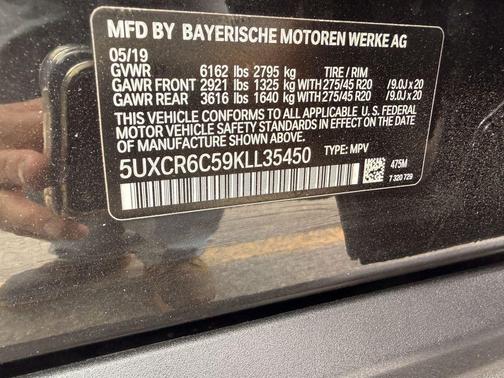 MFD BY BAYERISCHE MOTOREN WERKE AG
05/19
GVWR 6162 lbs 2795 kg TIRE / RIM
GAWR FRONT 2921 lbs 1325 kg WITH 275/45 R20 /9.0J x 20
GAWR REAR 3616 lbs 1640 kg WITH 275/45 R20 /9.0J x 20
THIS VEHICLE CONFORMS TO ALL APPLICABLE U.S. FEDERAL
MOTOR VEHICLE SAFETY STANDARDS IN EFFECT ON THE DATE OF
MANUFACTURE SHOWN ABOVE.
5UXCR6C59KLL35450 TYPE: MPV
475M
7 320 729